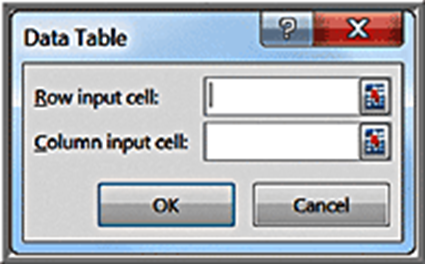 Data Table
?
X
Row input cell:
Column input cell:
OK
Cancel